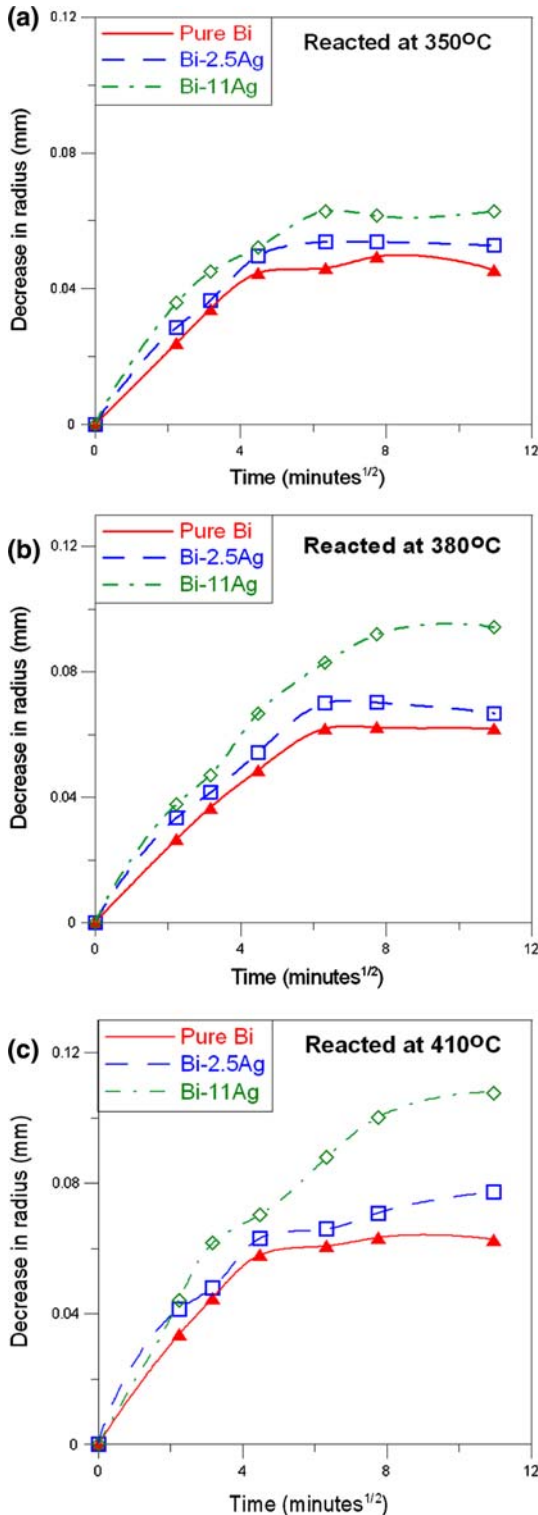 (a)
0.12
Pure Bi
Bi-2.5Ag
Bi-11Ag
Reacted at 350°C
0.08
0.04
0
Decrease in radius (mm)
0 4 8 12
Time (minutes1/2)
(b)
0.12
Pure Bi
Bi-2.5Ag
Bi-11Ag
Reacted at 380°C
0.08
0.04
0
Decrease in radius (mm)
0 4 8 12
Time (minutes1/2)
(c)
0.12
Pure Bi
Bi-2.5Ag
Bi-11Ag
Reacted at 410°C
0.08
0.04
0
Decrease in radius (mm)
0 4 8 12
Time (minutes1/2)